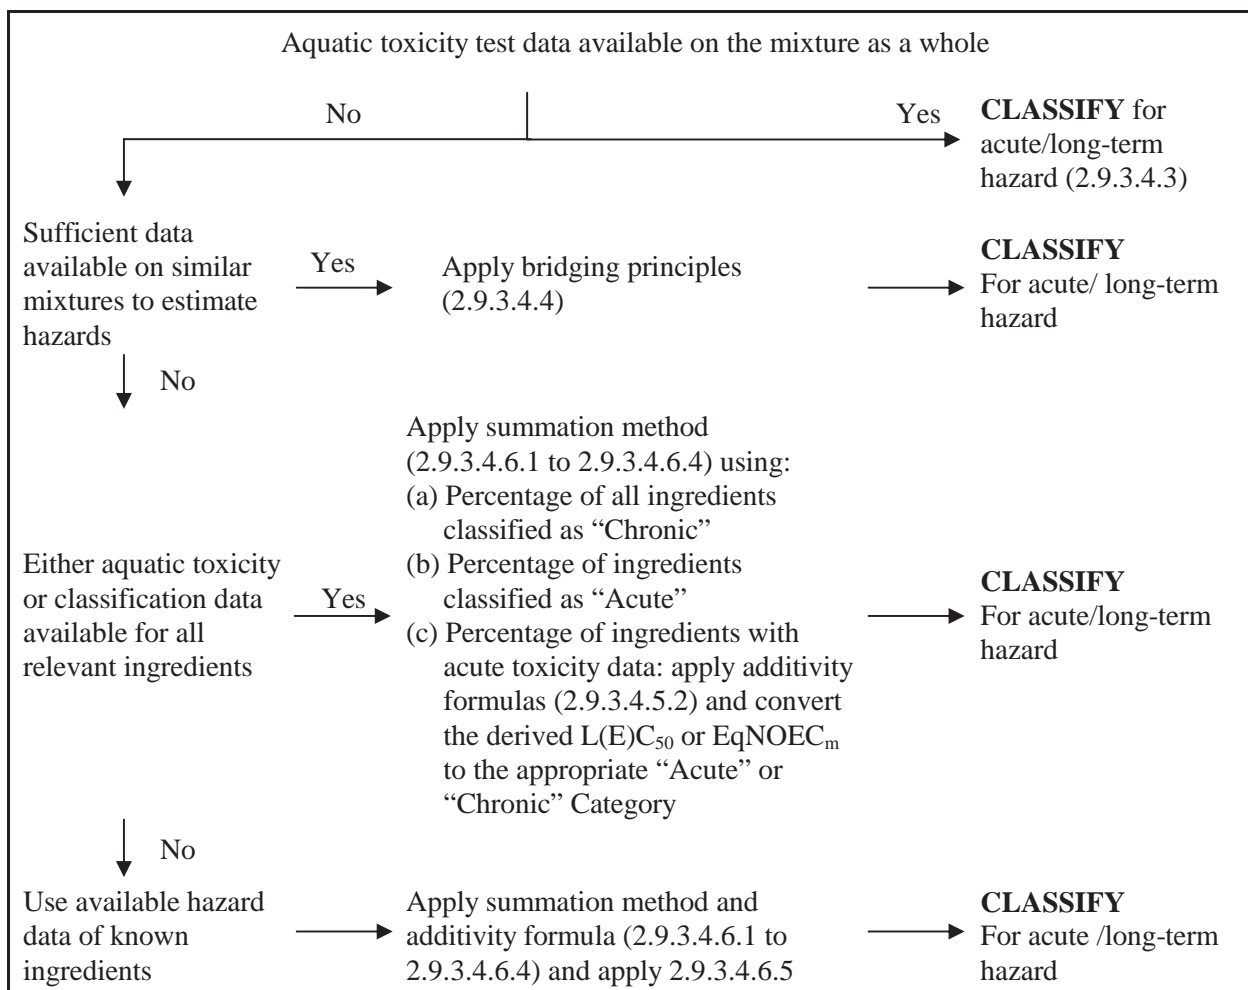 Aquatic toxicity test data available on the mixture as a whole
No
Yes
CLASSIFY for
acute/long-term
hazard (2.9.3.4.3)
Sufficient data
available on similar
mixtures to estimate
hazards
Yes
Apply bridging principles
(2.9.3.4.4)
CLASSIFY
For acute/ long-term
hazard
No
Either aquatic toxicity
or classification data
available for all
relevant ingredients
Yes
Apply summation method
(2.9.3.4.6.1 to 2.9.3.4.6.4) using:
(a) Percentage of all ingredients
classified as “Chronic”
(b) Percentage of ingredients
classified as “Acute”
(c) Percentage of ingredients with
acute toxicity data: apply additivity
formulas (2.9.3.4.5.2) and convert
the derived L(E)C50 or EqNOECm
to the appropriate “Acute” or
“Chronic” Category
CLASSIFY
For acute/long-term
hazard
No
Use available hazard
data of known
ingredients
Apply summation method and
additivity formula (2.9.3.4.6.1 to
2.9.3.4.6.4) and apply 2.9.3.4.6.5
CLASSIFY
For acute /long-term
hazard